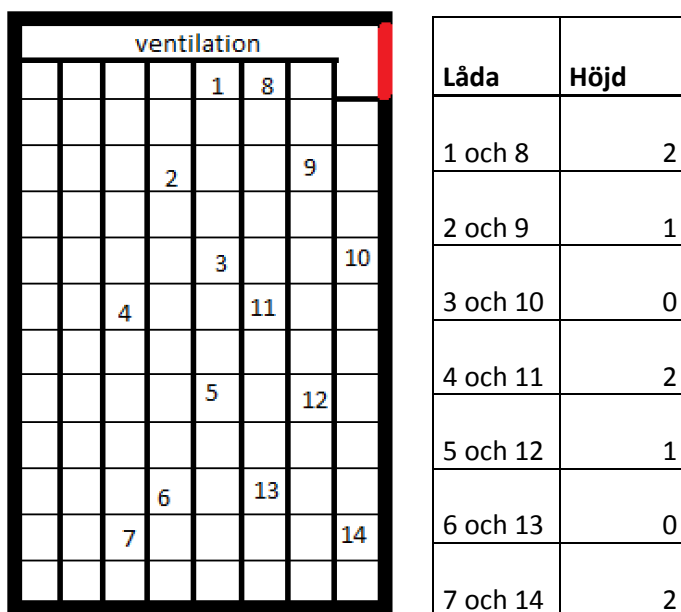 ventilation
1 8
2 9
3 10
4 11
5 12
6 13
7 14
Låda Höjd
1 och 8 2
2 och 9 1
3 och 10 0
4 och 11 2
5 och 12 1
6 och 13 0
7 och 14 2